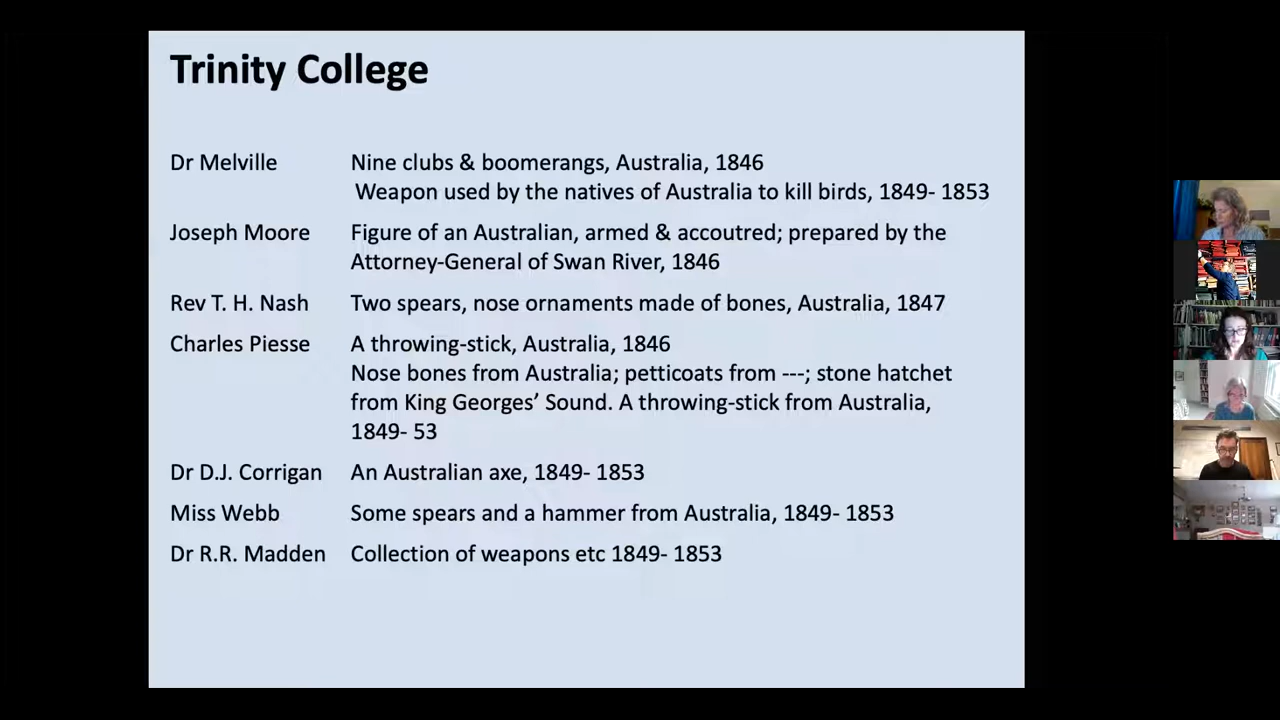 Trinity College
Dr Melville Nine clubs & boomerangs, Australia, 1846
Weapon used by the natives of Australia to kill birds, 1849- 1853
Joseph Moore Figure of an Australian, armed & accoutred; prepared by the
Attorney-General of Swan River, 1846
Rev T. H. Nash Two spears, nose ornaments made of bones, Australia, 1847
Charles Piesse A throwing-stick, Australia, 1846
Nose bones from Australia; petticoats from ---; stone hatchet
from King Georges’ Sound. A throwing-stick from Australia,
1849- 53
Dr D.J. Corrigan An Australian axe, 1849- 1853
Miss Webb Some spears and a hammer from Australia, 1849- 1853
Dr R.R. Madden Collection of weapons etc 1849- 1853